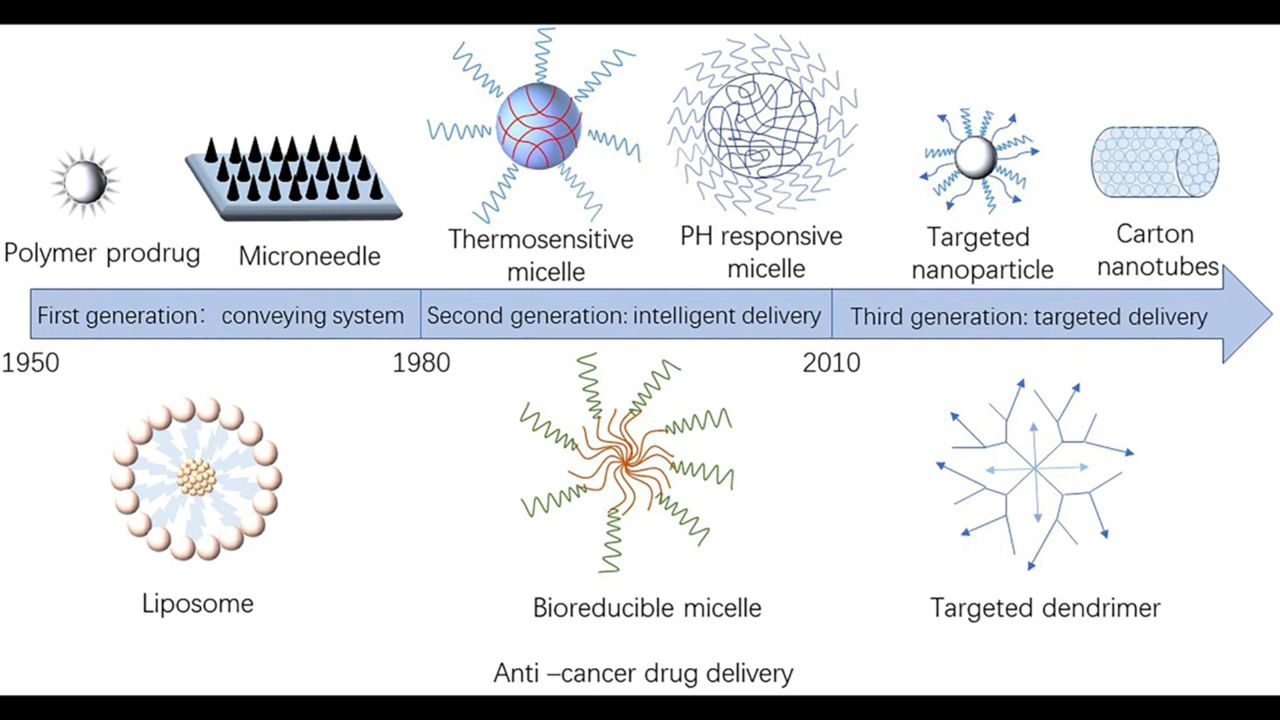 Polymer prodrug
Microneedle
Thermosensitive
micelle
PH responsive
micelle
Targeted
nanoparticle
Carton
nanotubes
First generation: conveying system
Second generation: intelligent delivery
Third generation: targeted delivery
1950
1980
2010
Liposome
Bioreducible micelle
Targeted dendrimer
Anti –cancer drug delivery